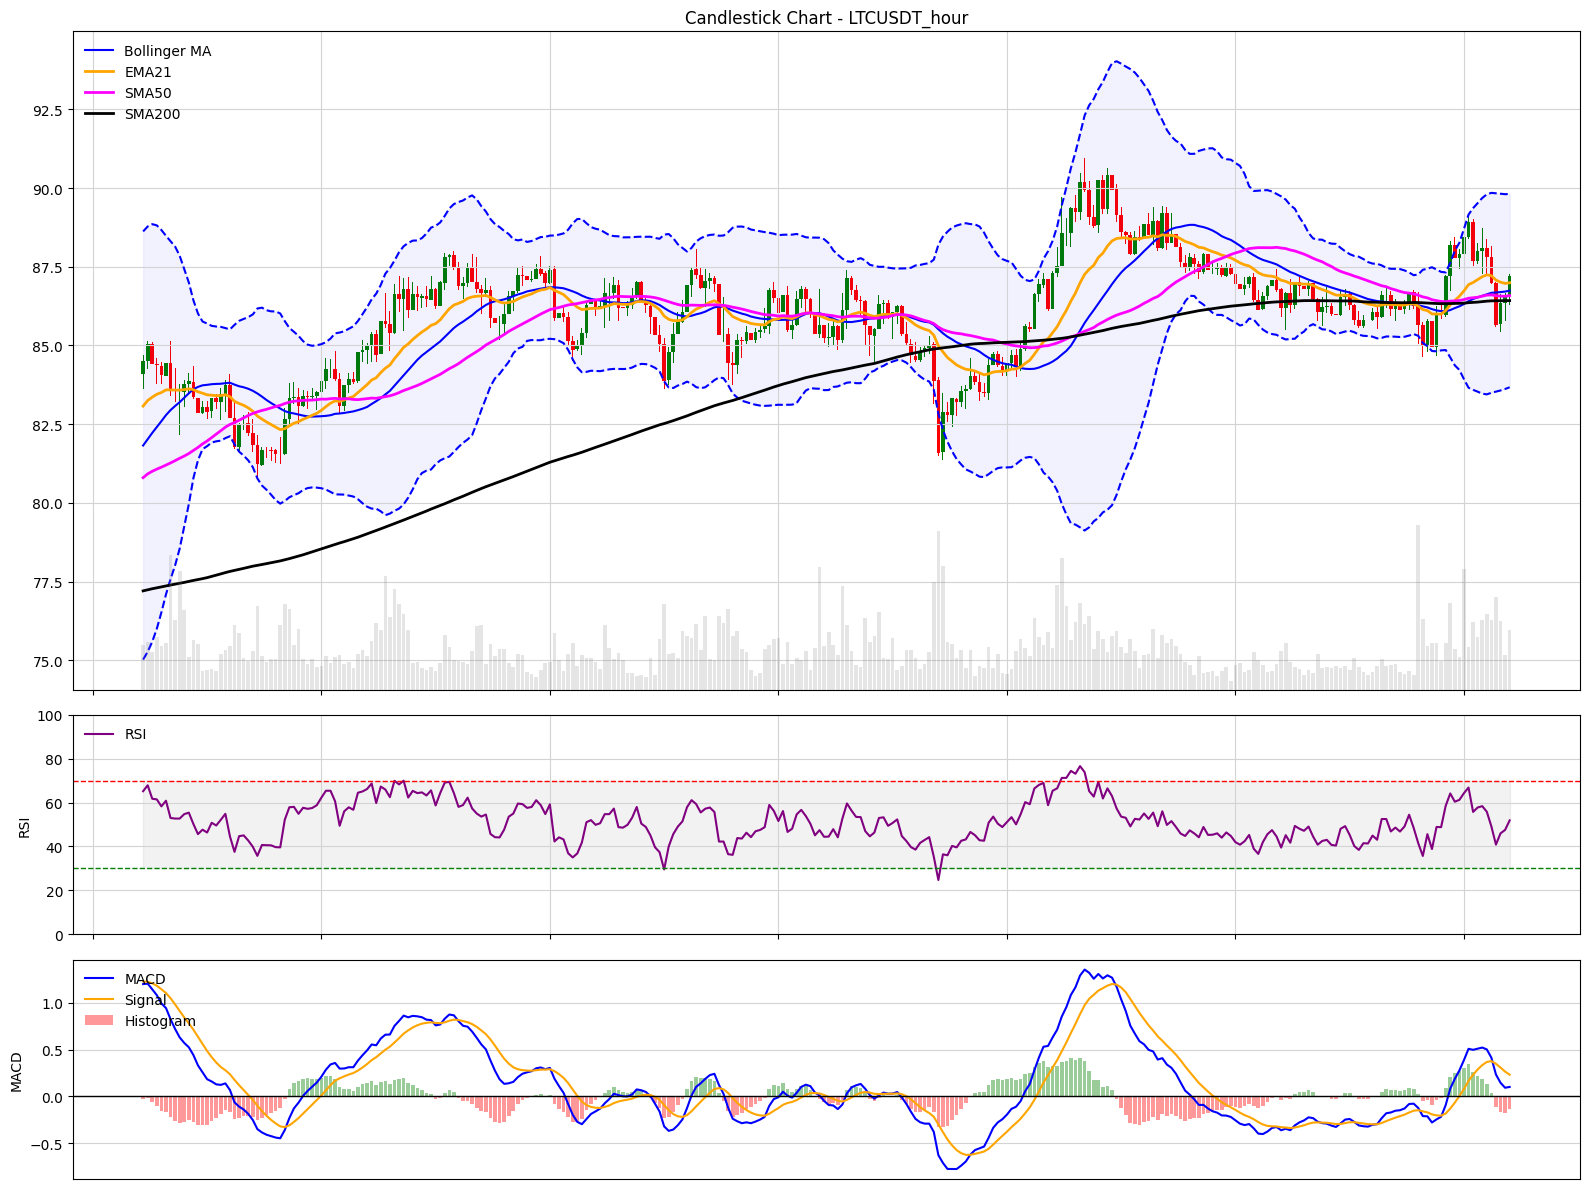 Candlestick Chart - LTCUSDT_hour
Bollinger MA
EMA21
SMA50
SMA200
92.5
90.0
87.5
85.0
82.5
80.0
77.5
75.0
RSI
100
80
60
40
20
0
RSI
MACD
Signal
Histogram
1.0
0.5
0.0
−0.5
MACD